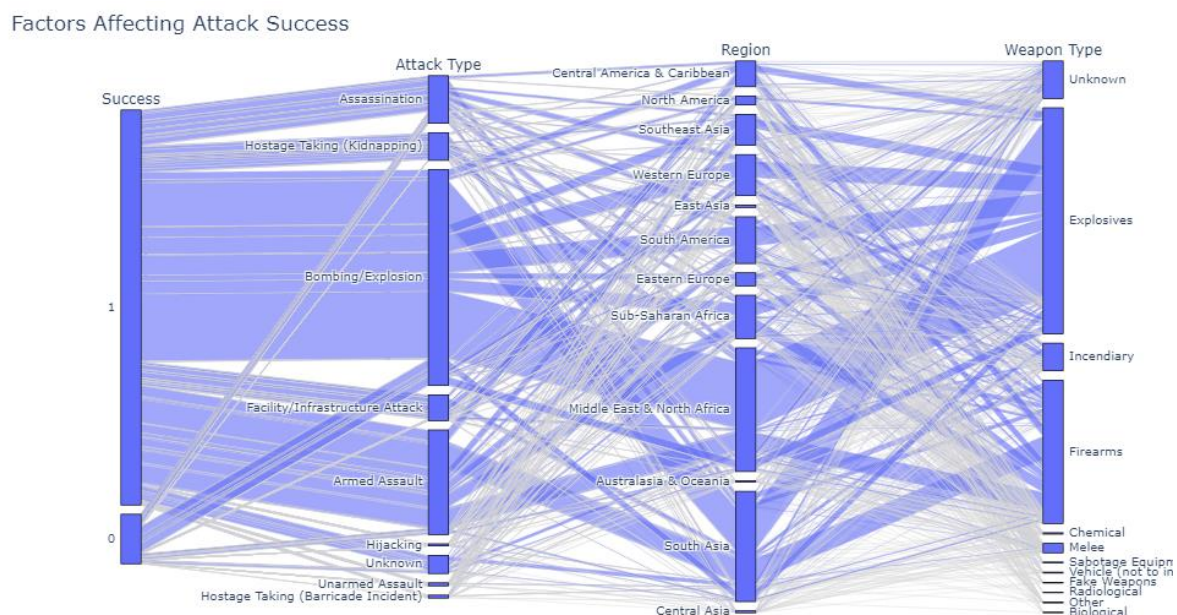 Factors Affecting Attack Success
Success
1
0
Attack Type
Assassination
Hostage Taking (Kidnapping)
Bombing/Explosion
Facility/Infrastructure Attack
Armed Assault
Hijacking
Unknown
Unarmed Assault
Hostage Taking (Barricade Incident)
Region
Central America & Caribbean
North America
Southeast Asia
Western Europe
East Asia
South America
Eastern Europe
Sub-Saharan Africa
Middle East & North Africa
Australasia & Oceania
South Asia
Central Asia
Weapon Type
Unknown
Explosives
Incendiary
Firearms
Chemical
Melee
Sabotage Equipn
Vehicle (not to in
Fake Weapons
Radiological
Other
Biological